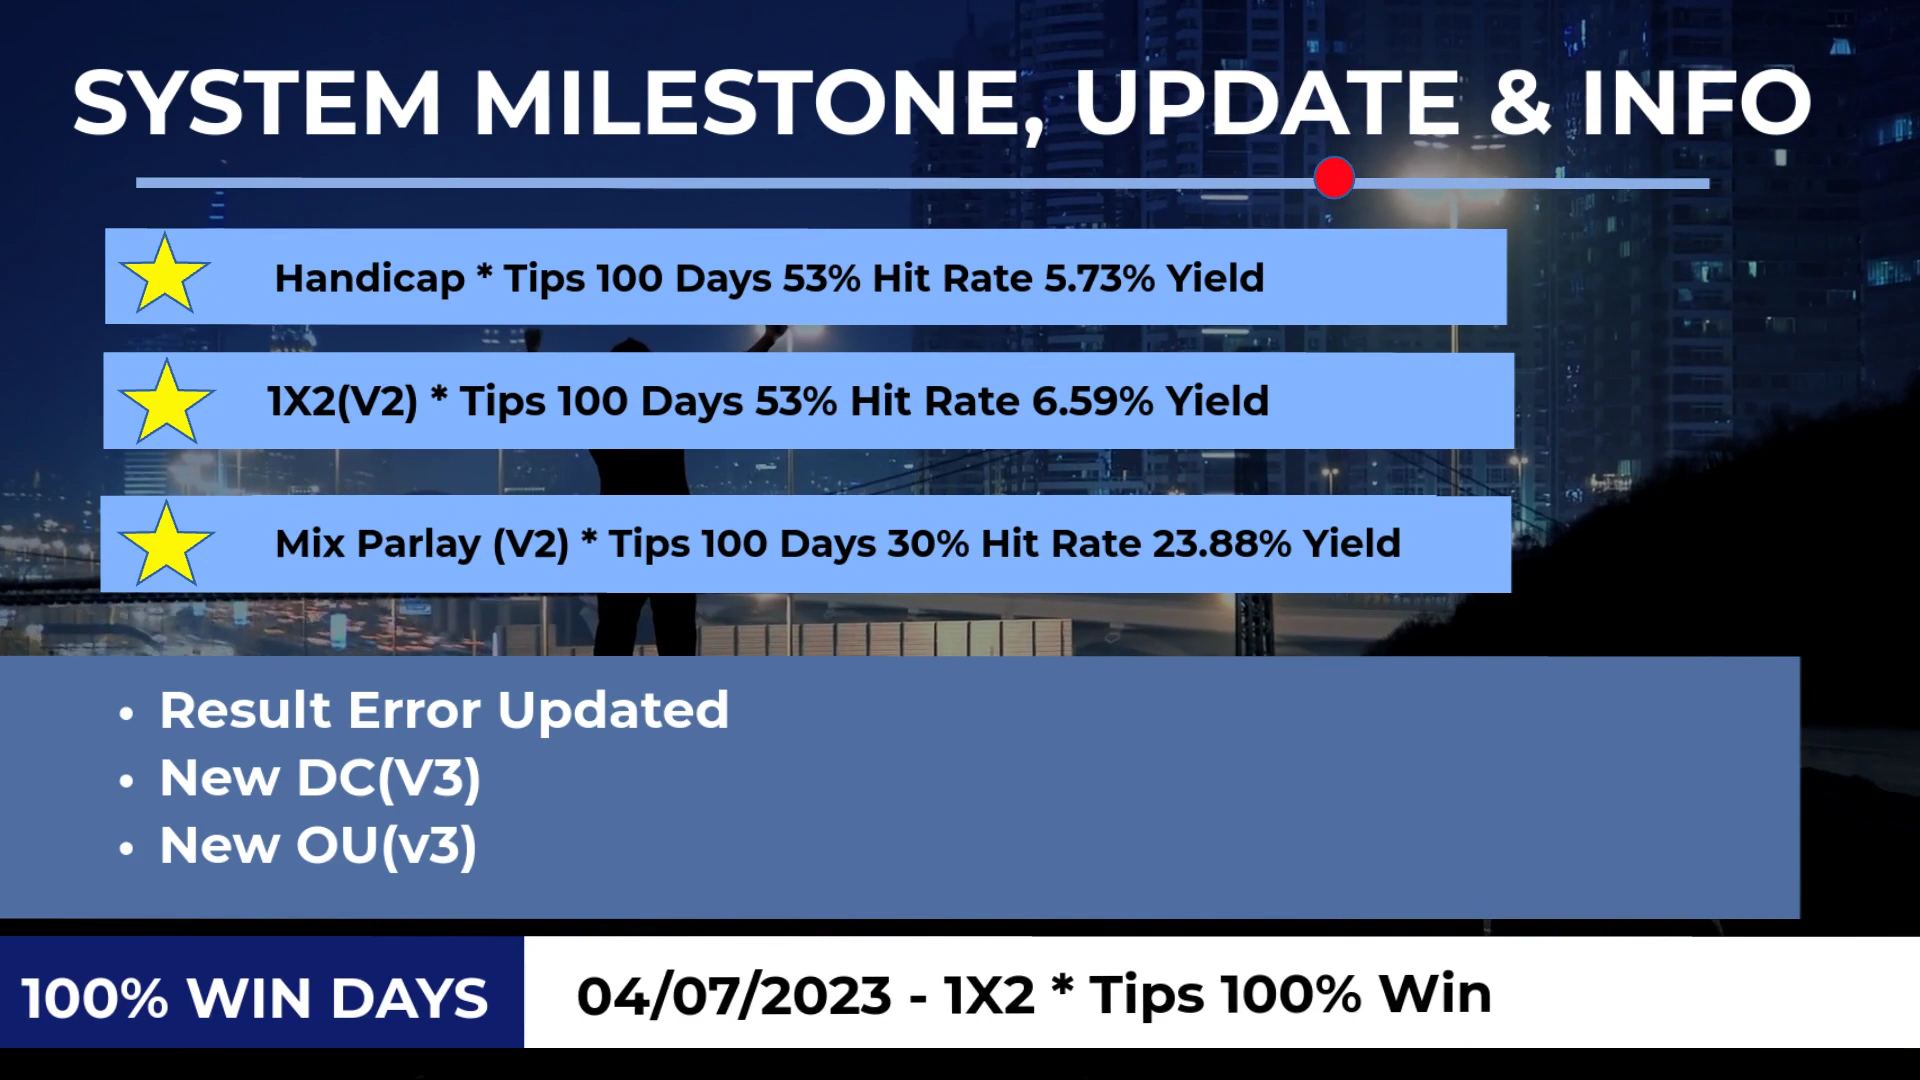 SYSTEM MILESTONE, UPDATE & INFO
Handicap * Tips 100 Days 53% Hit Rate 5.73% Yield
1X2(V2) * Tips 100 Days 53% Hit Rate 6.59% Yield
Mix Parlay (V2) * Tips 100 Days 30% Hit Rate 23.88% Yield
• Result Error Updated
• New DC(V3)
• New OU(v3)
100% WIN DAYS
04/07/2023 - 1X2 * Tips 100% Win